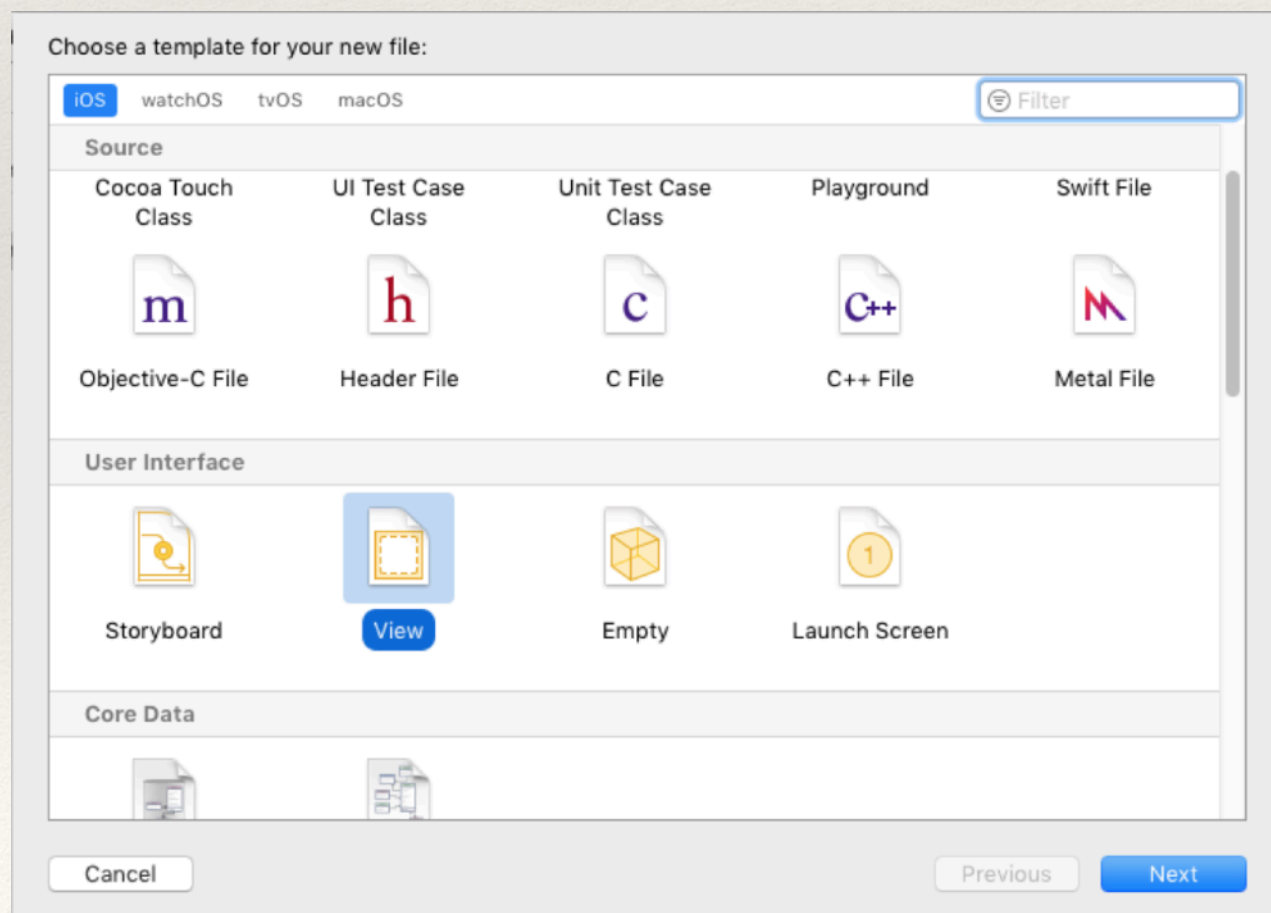 Choose a template for your new file:
iOS watchOS tvOS macOS Filter
Source
Cocoa Touch Class UI Test Case Class Unit Test Case Class Playground Swift File
m h c C++
Objective-C File Header File C File C++ File Metal File
User Interface
1
Storyboard View Empty Launch Screen
Core Data
Cancel Previous Next